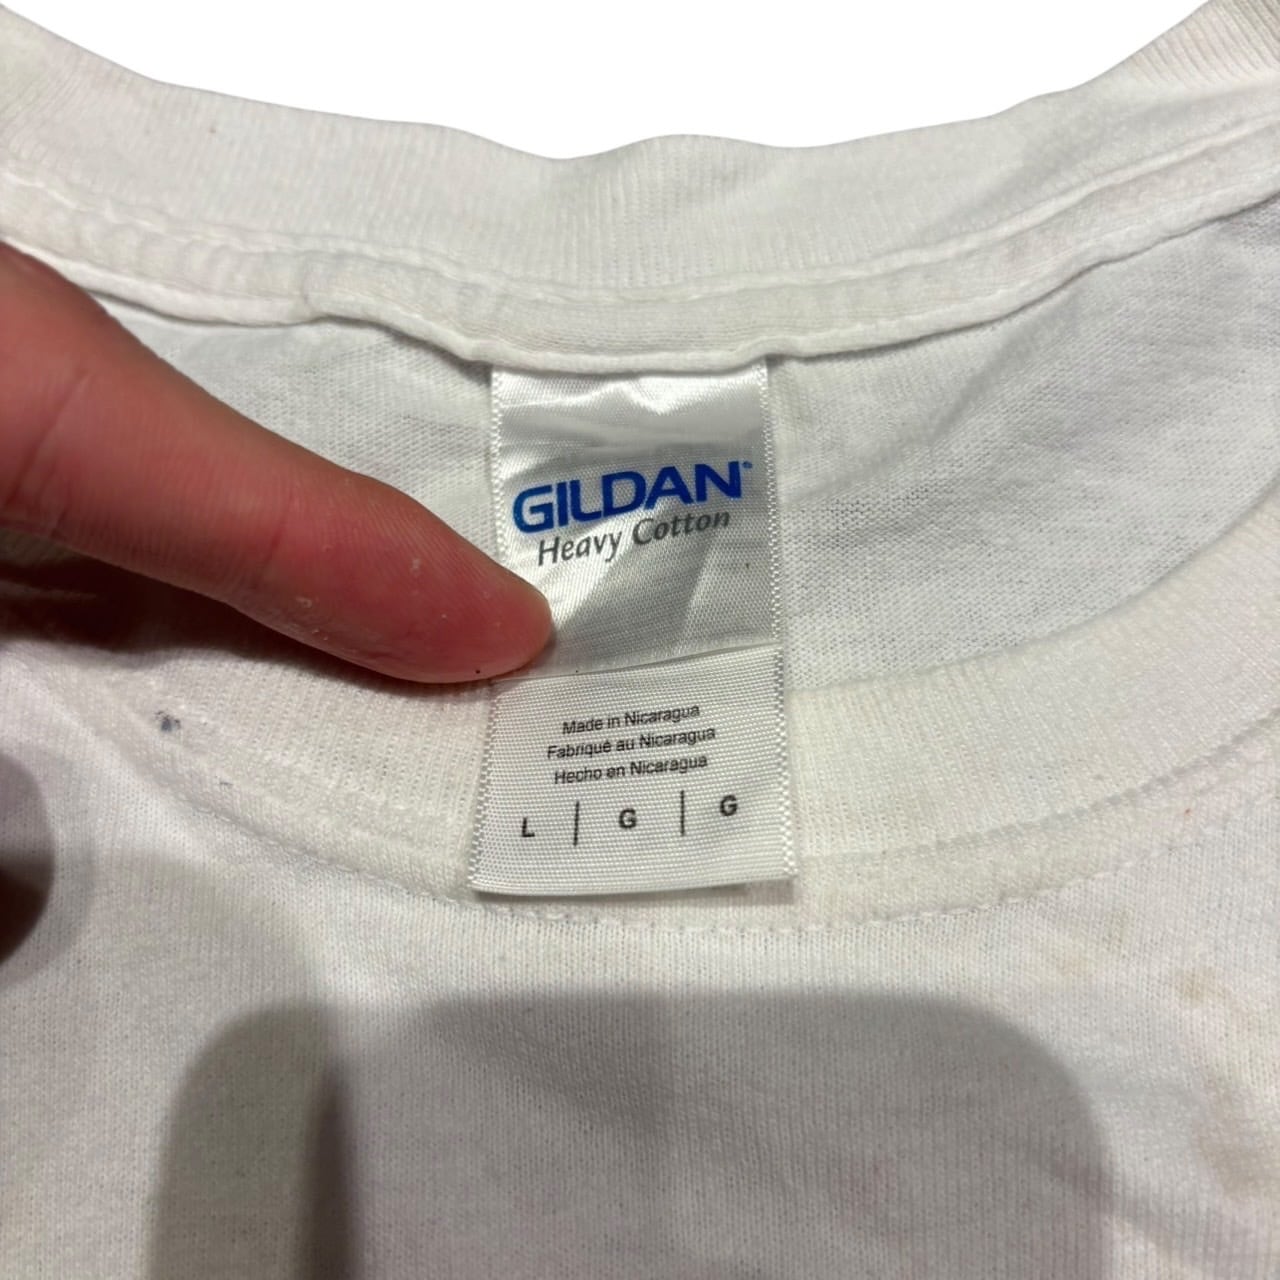 GILDAN
Heavy Cotton
Made in Nicaragua
Fabriqué au Nicaragua
Hecho en Nicaragua
L | G | G